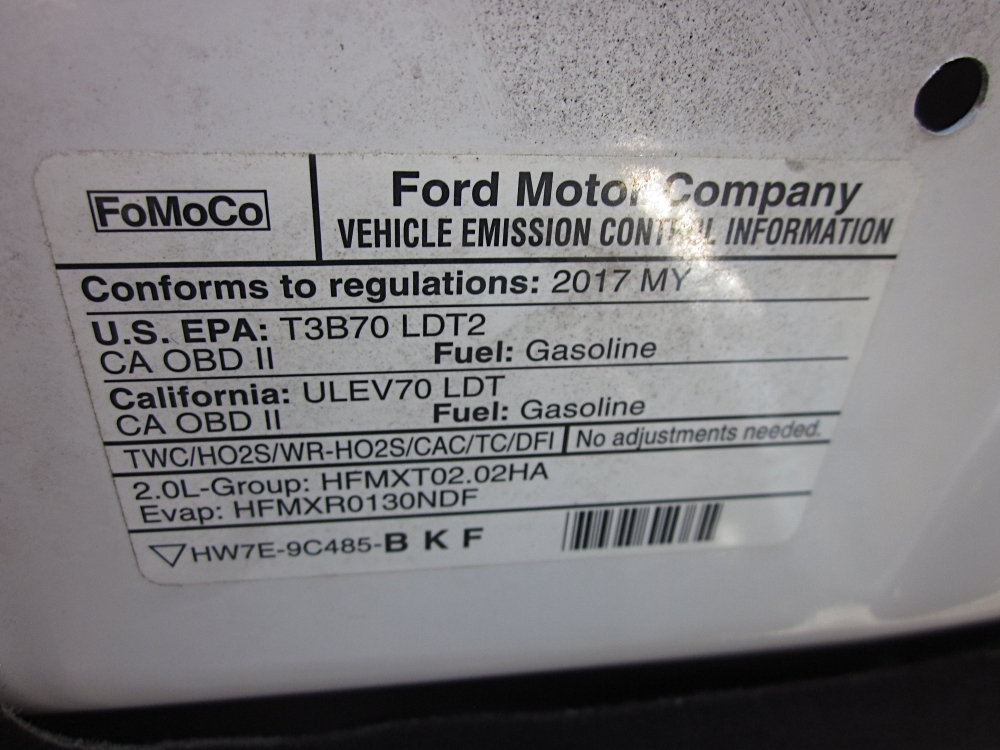 FoMoCo
Ford Motor Company
VEHICLE EMISSION CONTROL INFORMATION
Conforms to regulations: 2017 MY
U.S. EPA: T3B70 LDT2
CA OBD II Fuel: Gasoline
California: ULEV70 LDT
CA OBD II Fuel: Gasoline
TWC/HO2S/WR-HO2S/CAC/TC/DFI No adjustments needed.
2.0L-Group: HFMXT02.02HA
Evap: HFMXR0130NDF
HW7E-9C485-B K F